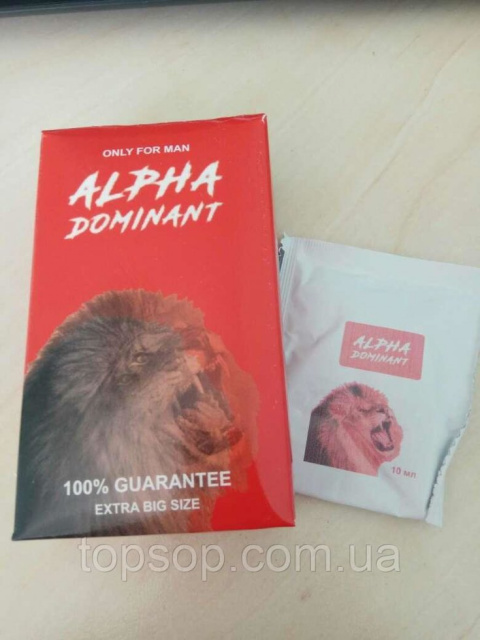 ONLY FOR MAN
ALPHA
DOMINANT
100% GUARANTEE
EXTRA BIG SIZE
ALPHA
DOMINANT
10 мл
topsop.com.ua